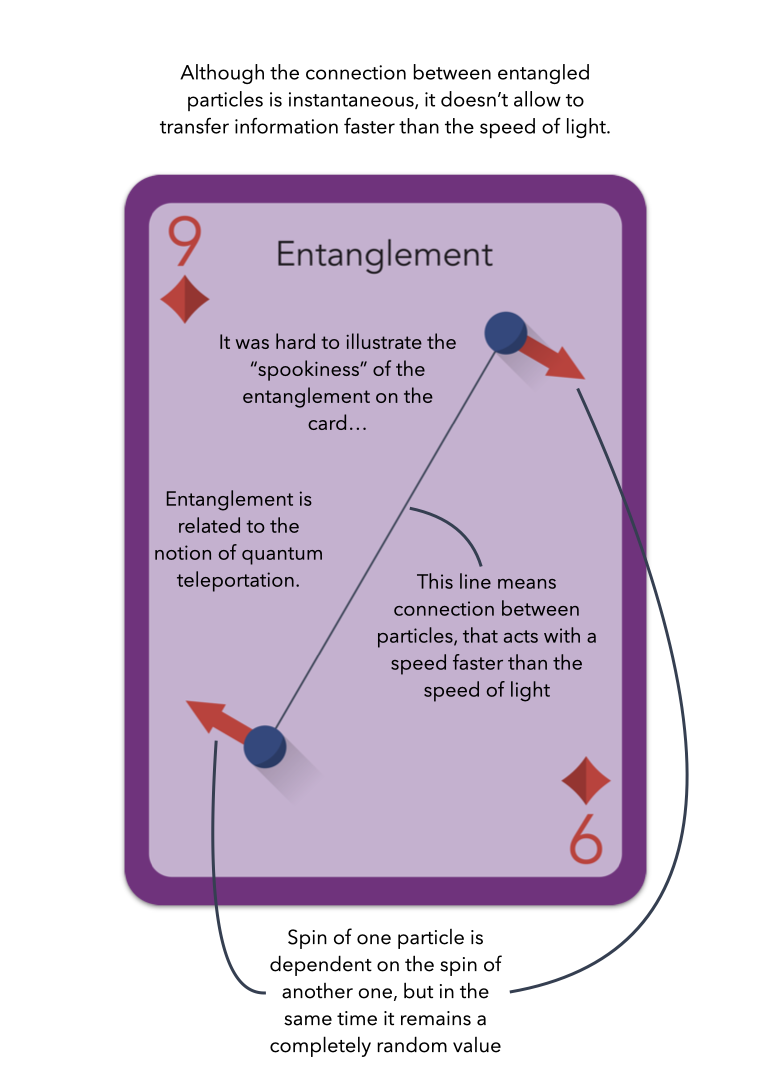 Although the connection between entangled
particles is instantaneous, it doesn’t allow to
transfer information faster than the speed of light.
9
Entanglement
It was hard to illustrate the
“spookiness” of the
entanglement on the
card…
Entanglement is
related to the
notion of quantum
teleportation.
This line means
connection between
particles, that acts with a
speed faster than the
speed of light
9
Spin of one particle is
dependent on the spin of
another one, but in the
same time it remains a
completely random value